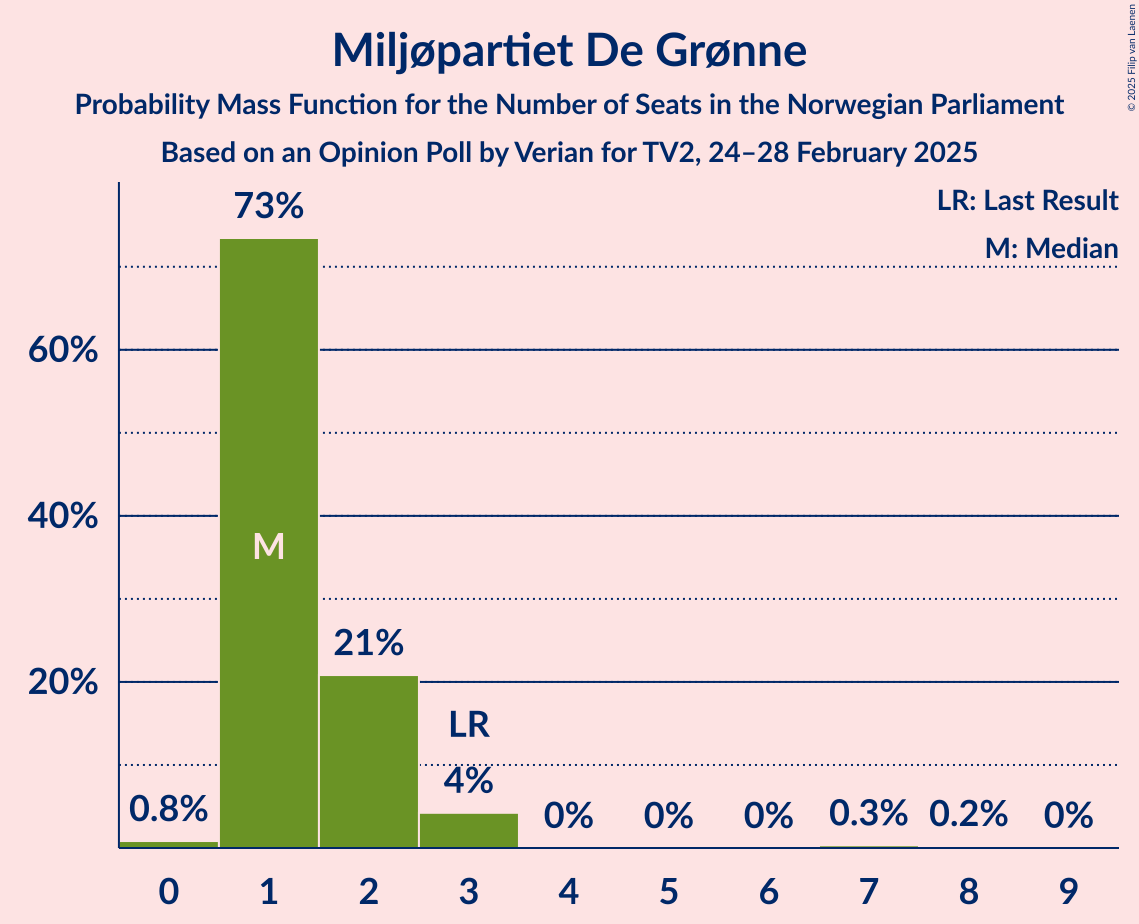 Miljøpartiet De Grønne
Probability Mass Function for the Number of Seats in the Norwegian Parliament
Based on an Opinion Poll by Verian for TV2, 24–28 February 2025
© 2025 Filip van Laenen
LR: Last Result
M: Median
73%
60%
40%
M
21%
20%
LR
4%
0.8%
0%
0%
0%
0.3%
0.2%
0%
0 1 2 3 4 5 6 7 8 9